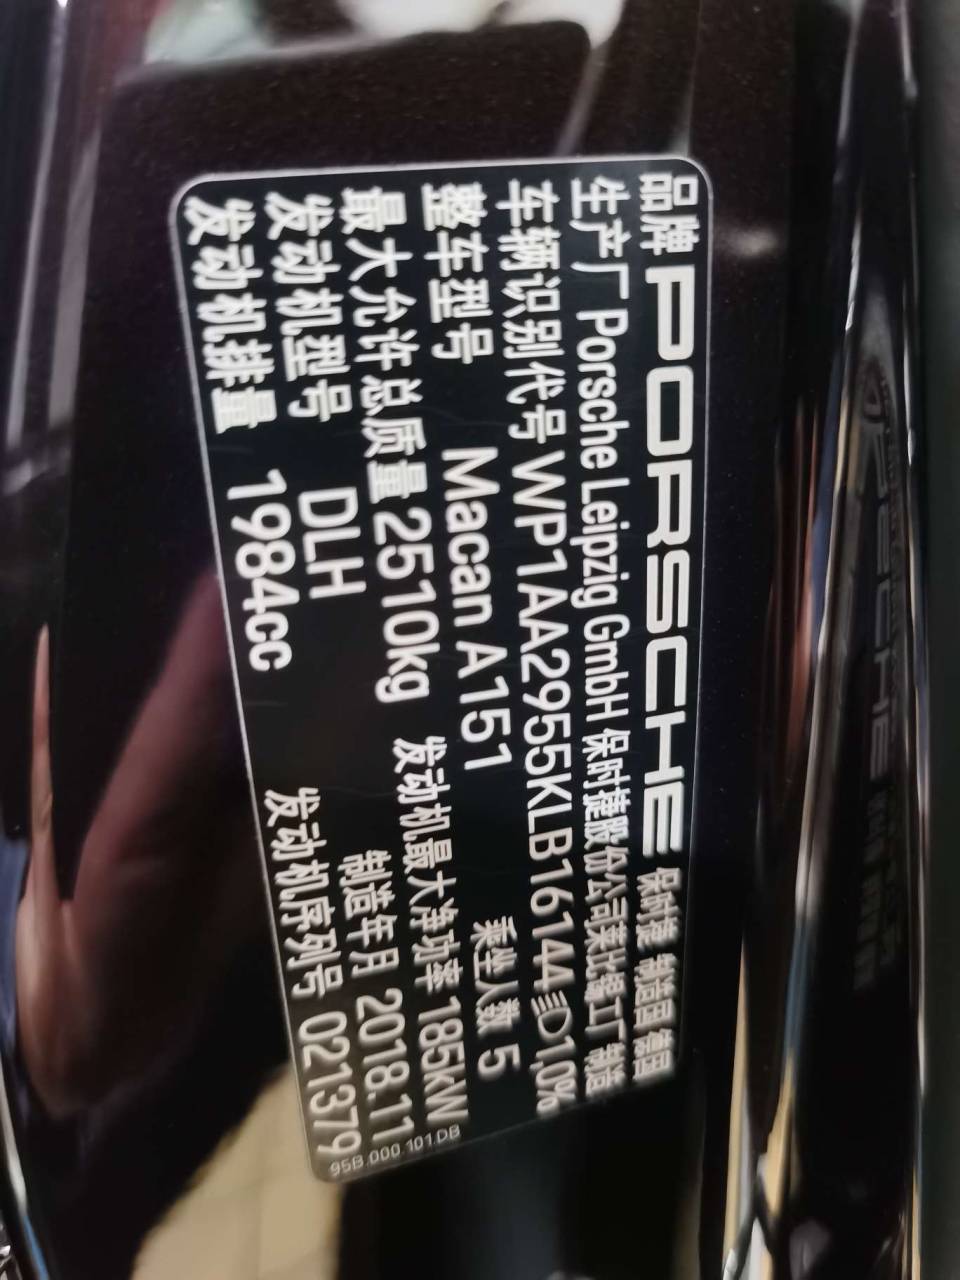 品牌 PORSCHE 保时捷 制造国 德国
生产厂 Porsche Leipzig GmbH 保时捷股份公司莱比锡工厂 制造
车辆识别代号 WP1AA2955KLB16144 1,0%
整车型号 Macan A151 乘坐人数 5
最大允许总质量 2510kg 发动机最大净功率 185kW
发动机型号 DLH 制造年月 2018.11
发动机排量 1984cc 发动机序列号 021379
95B.000.101.DB